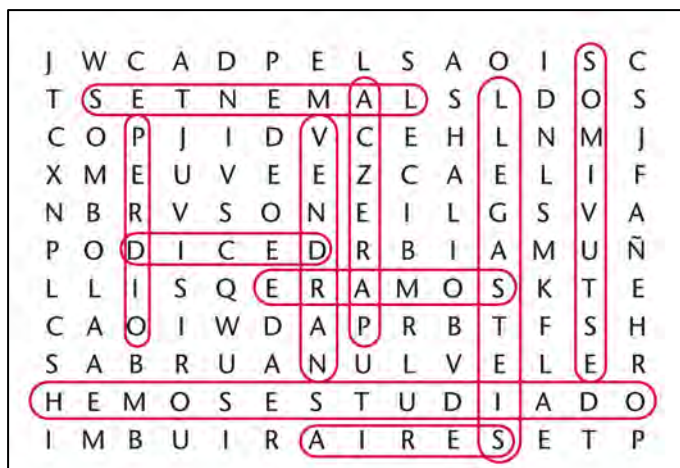 J W C A D P E L S A O I S C
T S E T N E M A L S L D O S
C O P J I D V C E H L N M J
X M E U V E E Z C A E L I F
N B R V S O N E I L G S V A
P O D I C E D R B I A M U Ñ
L L I S Q E R A M O S K T E
C A O I W D A P R B T F S H
S A B R U A N U L V E L E R
H E M O S E S T U D I A D O
I M B U I R A I R E S E T P